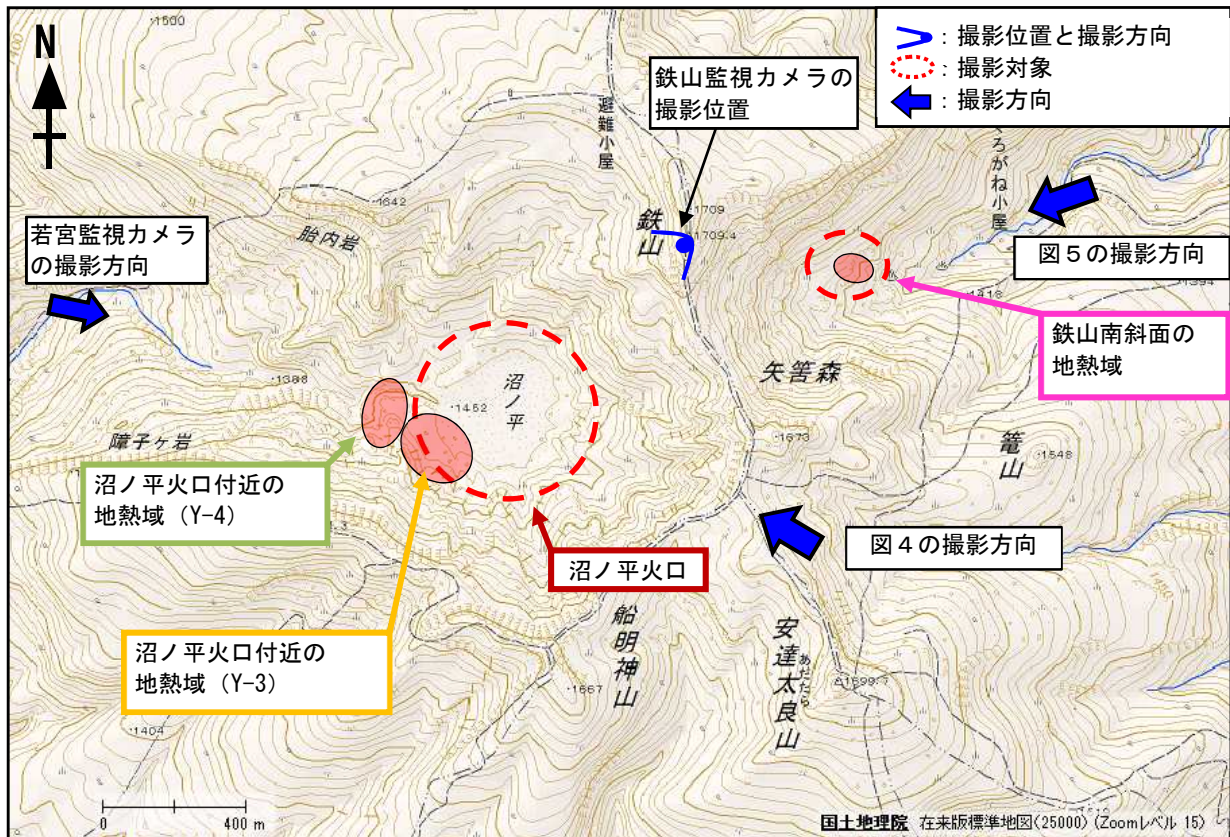 N
・1500
：撮影位置と撮影方向
：撮影対象
：撮影方向
鉄山監視カメラの
撮影位置
避難小屋
くろがね小屋
・1642
胎内岩
鉄山
・1709
1709.4
若宮監視カメラ
の撮影方向
図５の撮影方向
・1418
・1394
鉄山南斜面の
地熱域
矢筈森
・1388
・1452
沼ノ平
障子ヶ岩
・1673
篭山
・1548
沼ノ平火口付近の
地熱域（Y-4）
沼ノ平火口
図４の撮影方向
船明神山
安達太良山
あだたら
沼ノ平火口付近の
地熱域（Y-3）
・1667
・1404
0
400 m
国土地理院 在来版標準地図〈25000〉（Zoomレベル 15）